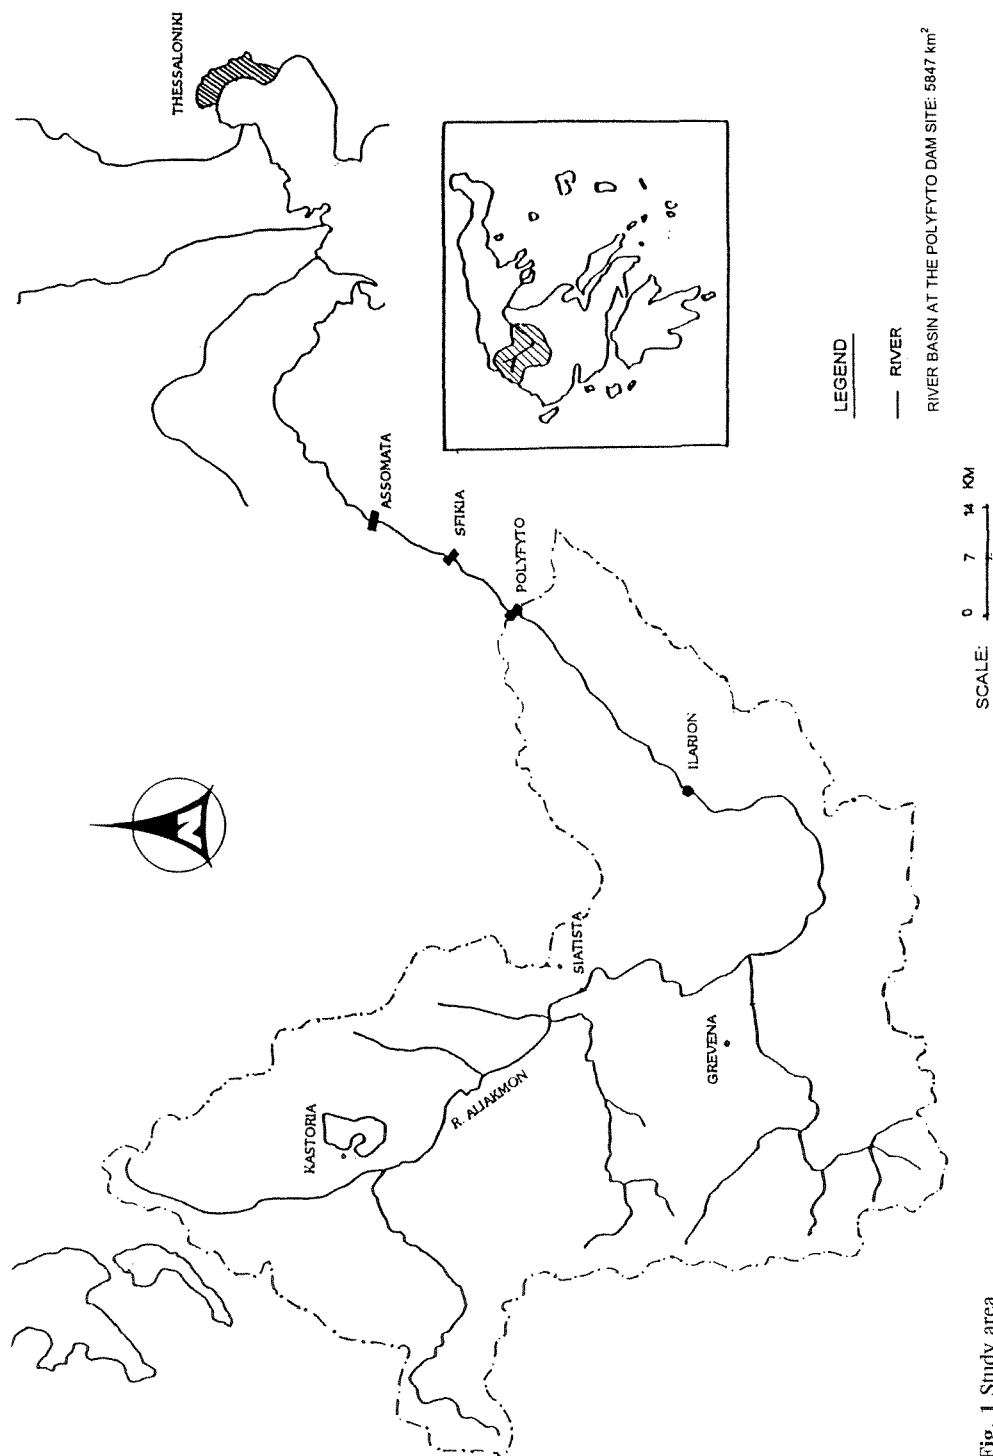 THESSALONIKI
ASSOMATA
SFIKIA
POLYFYTO
ILARION
SIATISTA
GREVENA
KASTORIA
R. ALIAKMON
N
LEGEND
RIVER
RIVER BASIN AT THE POLYFYTO DAM SITE: 5847 km²
SCALE: 0 7 14 KM
Fig. 1 Study area